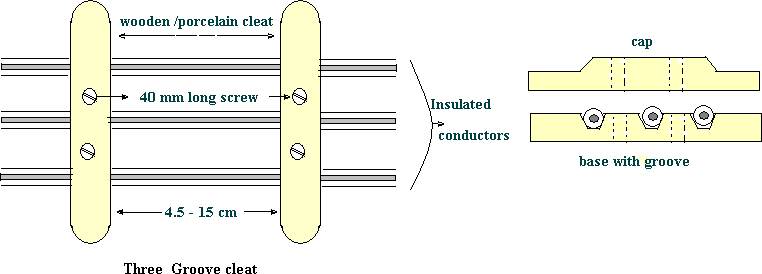 wooden /porcelain cleat
40 mm long screw
4.5 - 15 cm
Three Groove cleat
Insulated
conductors
cap
base with groove